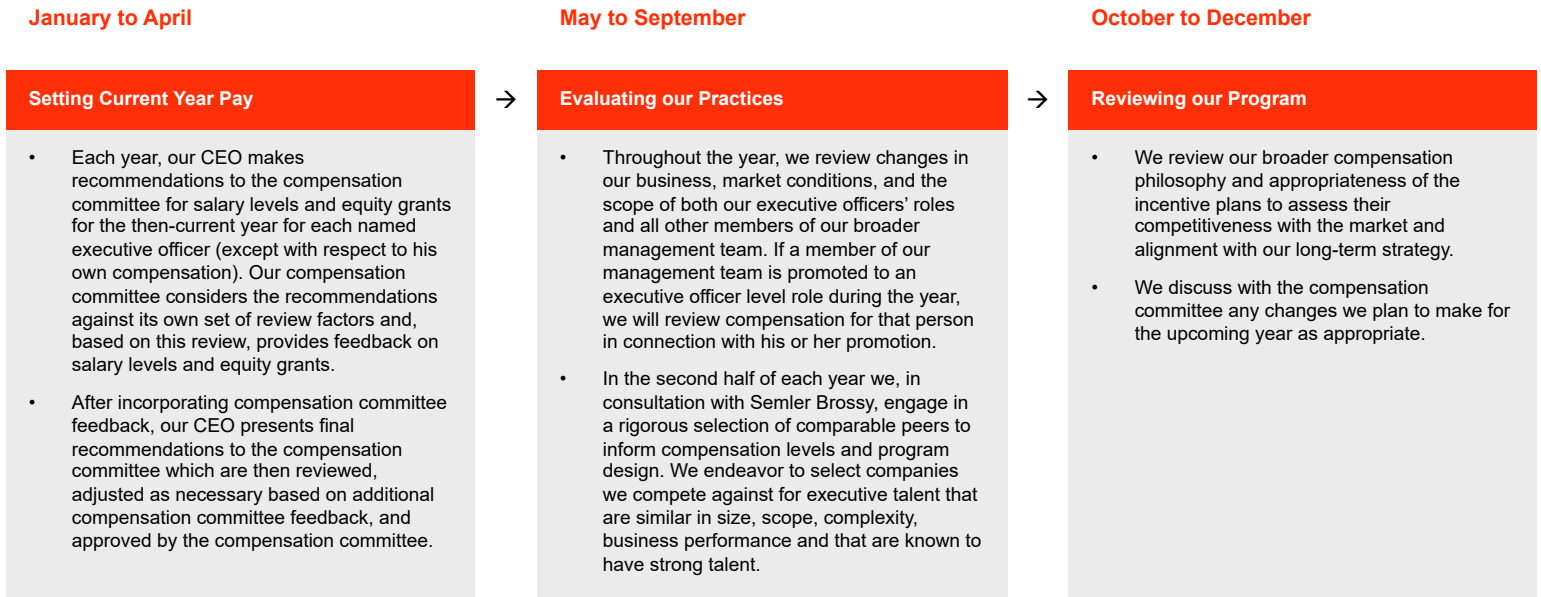 January to April
Setting Current Year Pay
• Each year, our CEO makes
recommendations to the compensation
committee for salary levels and equity grants
for the then-current year for each named
executive officer (except with respect to his
own compensation). Our compensation
committee considers the recommendations
against its own set of review factors and,
based on this review, provides feedback on
salary levels and equity grants.
• After incorporating compensation committee
feedback, our CEO presents final
recommendations to the compensation
committee which are then reviewed,
adjusted as necessary based on additional
compensation committee feedback, and
approved by the compensation committee.
→
May to September
Evaluating our Practices
• Throughout the year, we review changes in
our business, market conditions, and the
scope of both our executive officers’ roles
and all other members of our broader
management team. If a member of our
management team is promoted to an
executive officer level role during the year,
we will review compensation for that person
in connection with his or her promotion.
• In the second half of each year we, in
consultation with Semler Brossy, engage in
a rigorous selection of comparable peers to
inform compensation levels and program
design. We endeavor to select companies
we compete against for executive talent that
are similar in size, scope, complexity,
business performance and that are known to
have strong talent.
→
October to December
Reviewing our Program
• We review our broader compensation
philosophy and appropriateness of the
incentive plans to assess their
competitiveness with the market and
alignment with our long-term strategy.
• We discuss with the compensation
committee any changes we plan to make for
the upcoming year as appropriate.